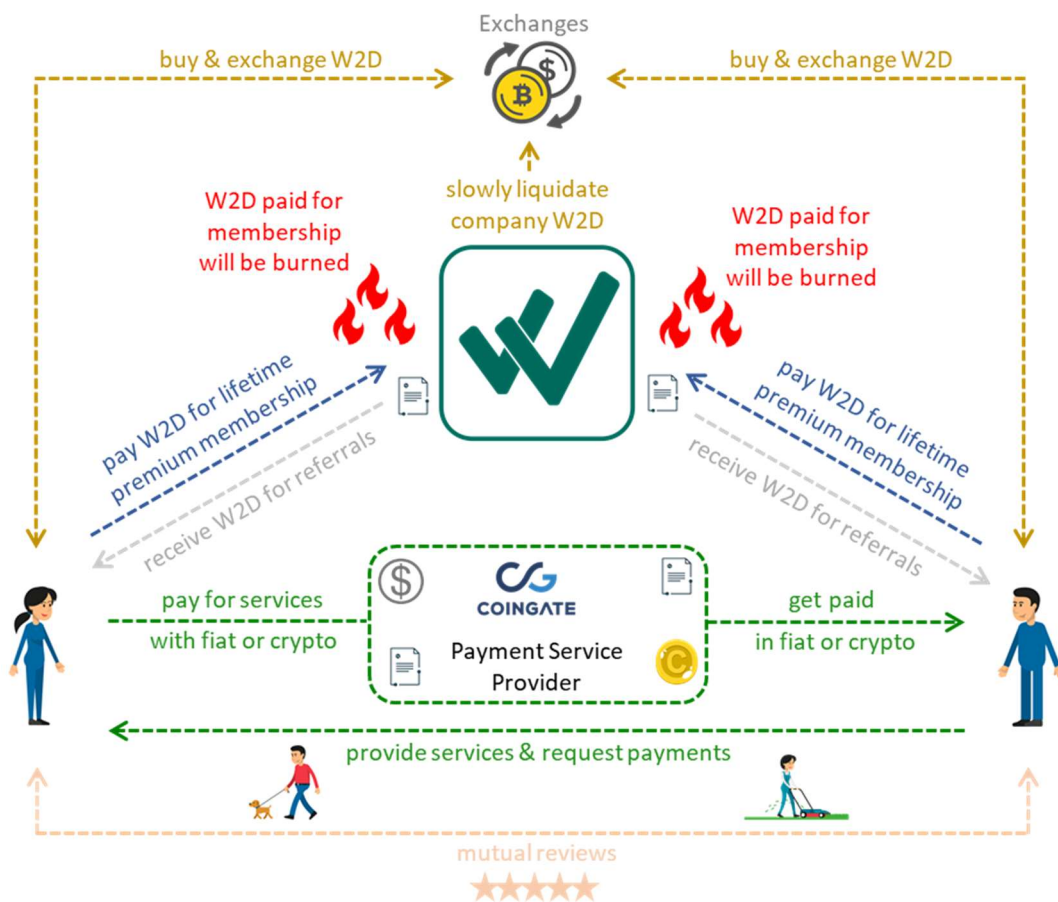 Exchanges
buy & exchange W2D
buy & exchange W2D
slowly liquidate
company W2D
W2D paid for
membership
will be burned
W2D paid for
membership
will be burned
pay W2D for lifetime
premium membership
receive W2D for referrals
pay W2D for lifetime
premium membership
receive W2D for referrals
pay for services
with fiat or crypto
COINGATE
Payment Service
Provider
get paid
in fiat or crypto
provide services & request payments
mutual reviews